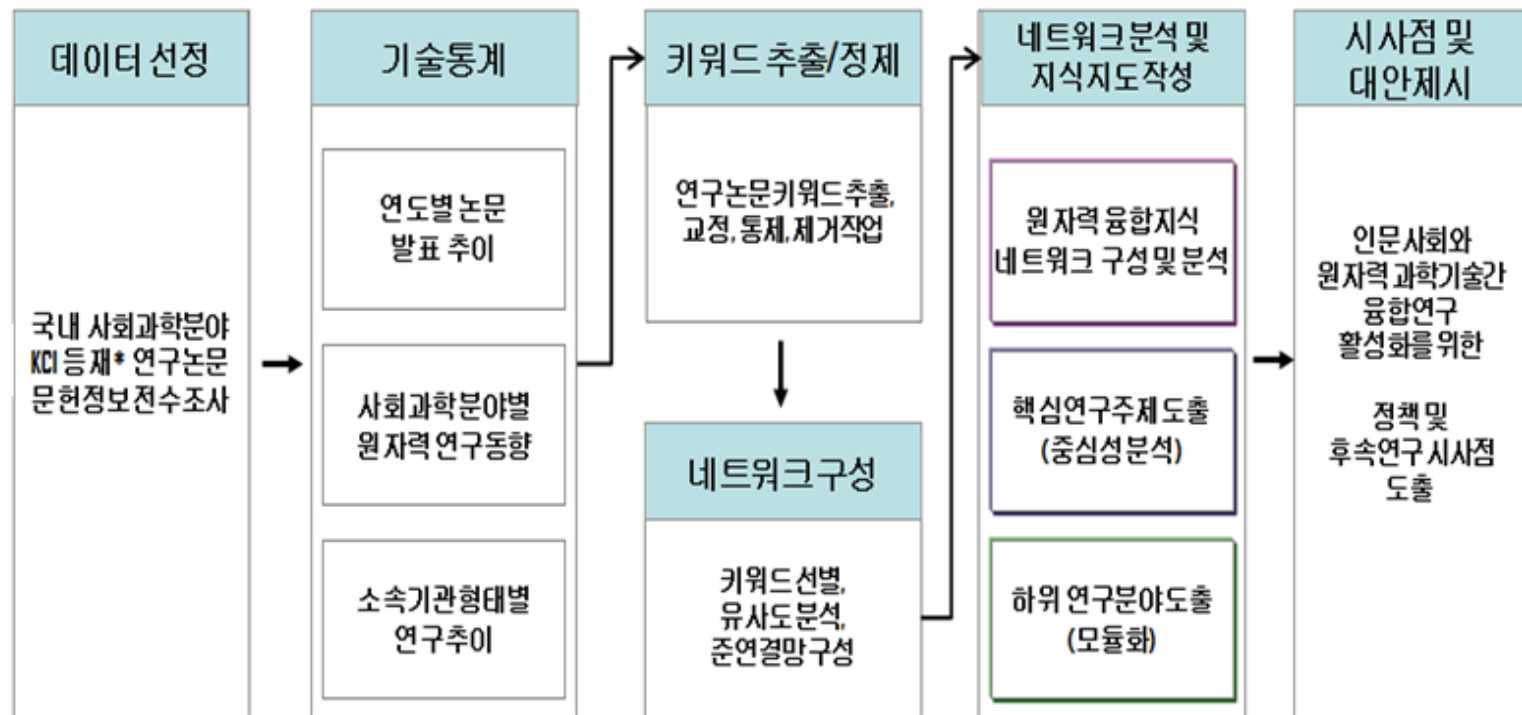 데이터 선정
국내 사회과학분야
KCI 등재* 연구논문
문헌정보전수조사
기술통계
연도별 논문
발표 추이
사회과학분야별
원자력 연구동향
소속기관형태별
연구추이
키워드 추출/정제
연구논문키워드추출,
교정, 통제, 제거작업
네트워크구성
키워드 선별,
유사도분석,
준연결망구성
네트워크분석 및
지식지도작성
원자력 융합지식
네트워크 구성및 분석
핵심연구주제도출
(중심성분석)
하위 연구분야도출
(모듈화)
시사점 및
대안제시
인문사회와
원자력 과학기술간
융합연구
활성화를위한
정책 및
후속연구 시사점
도출